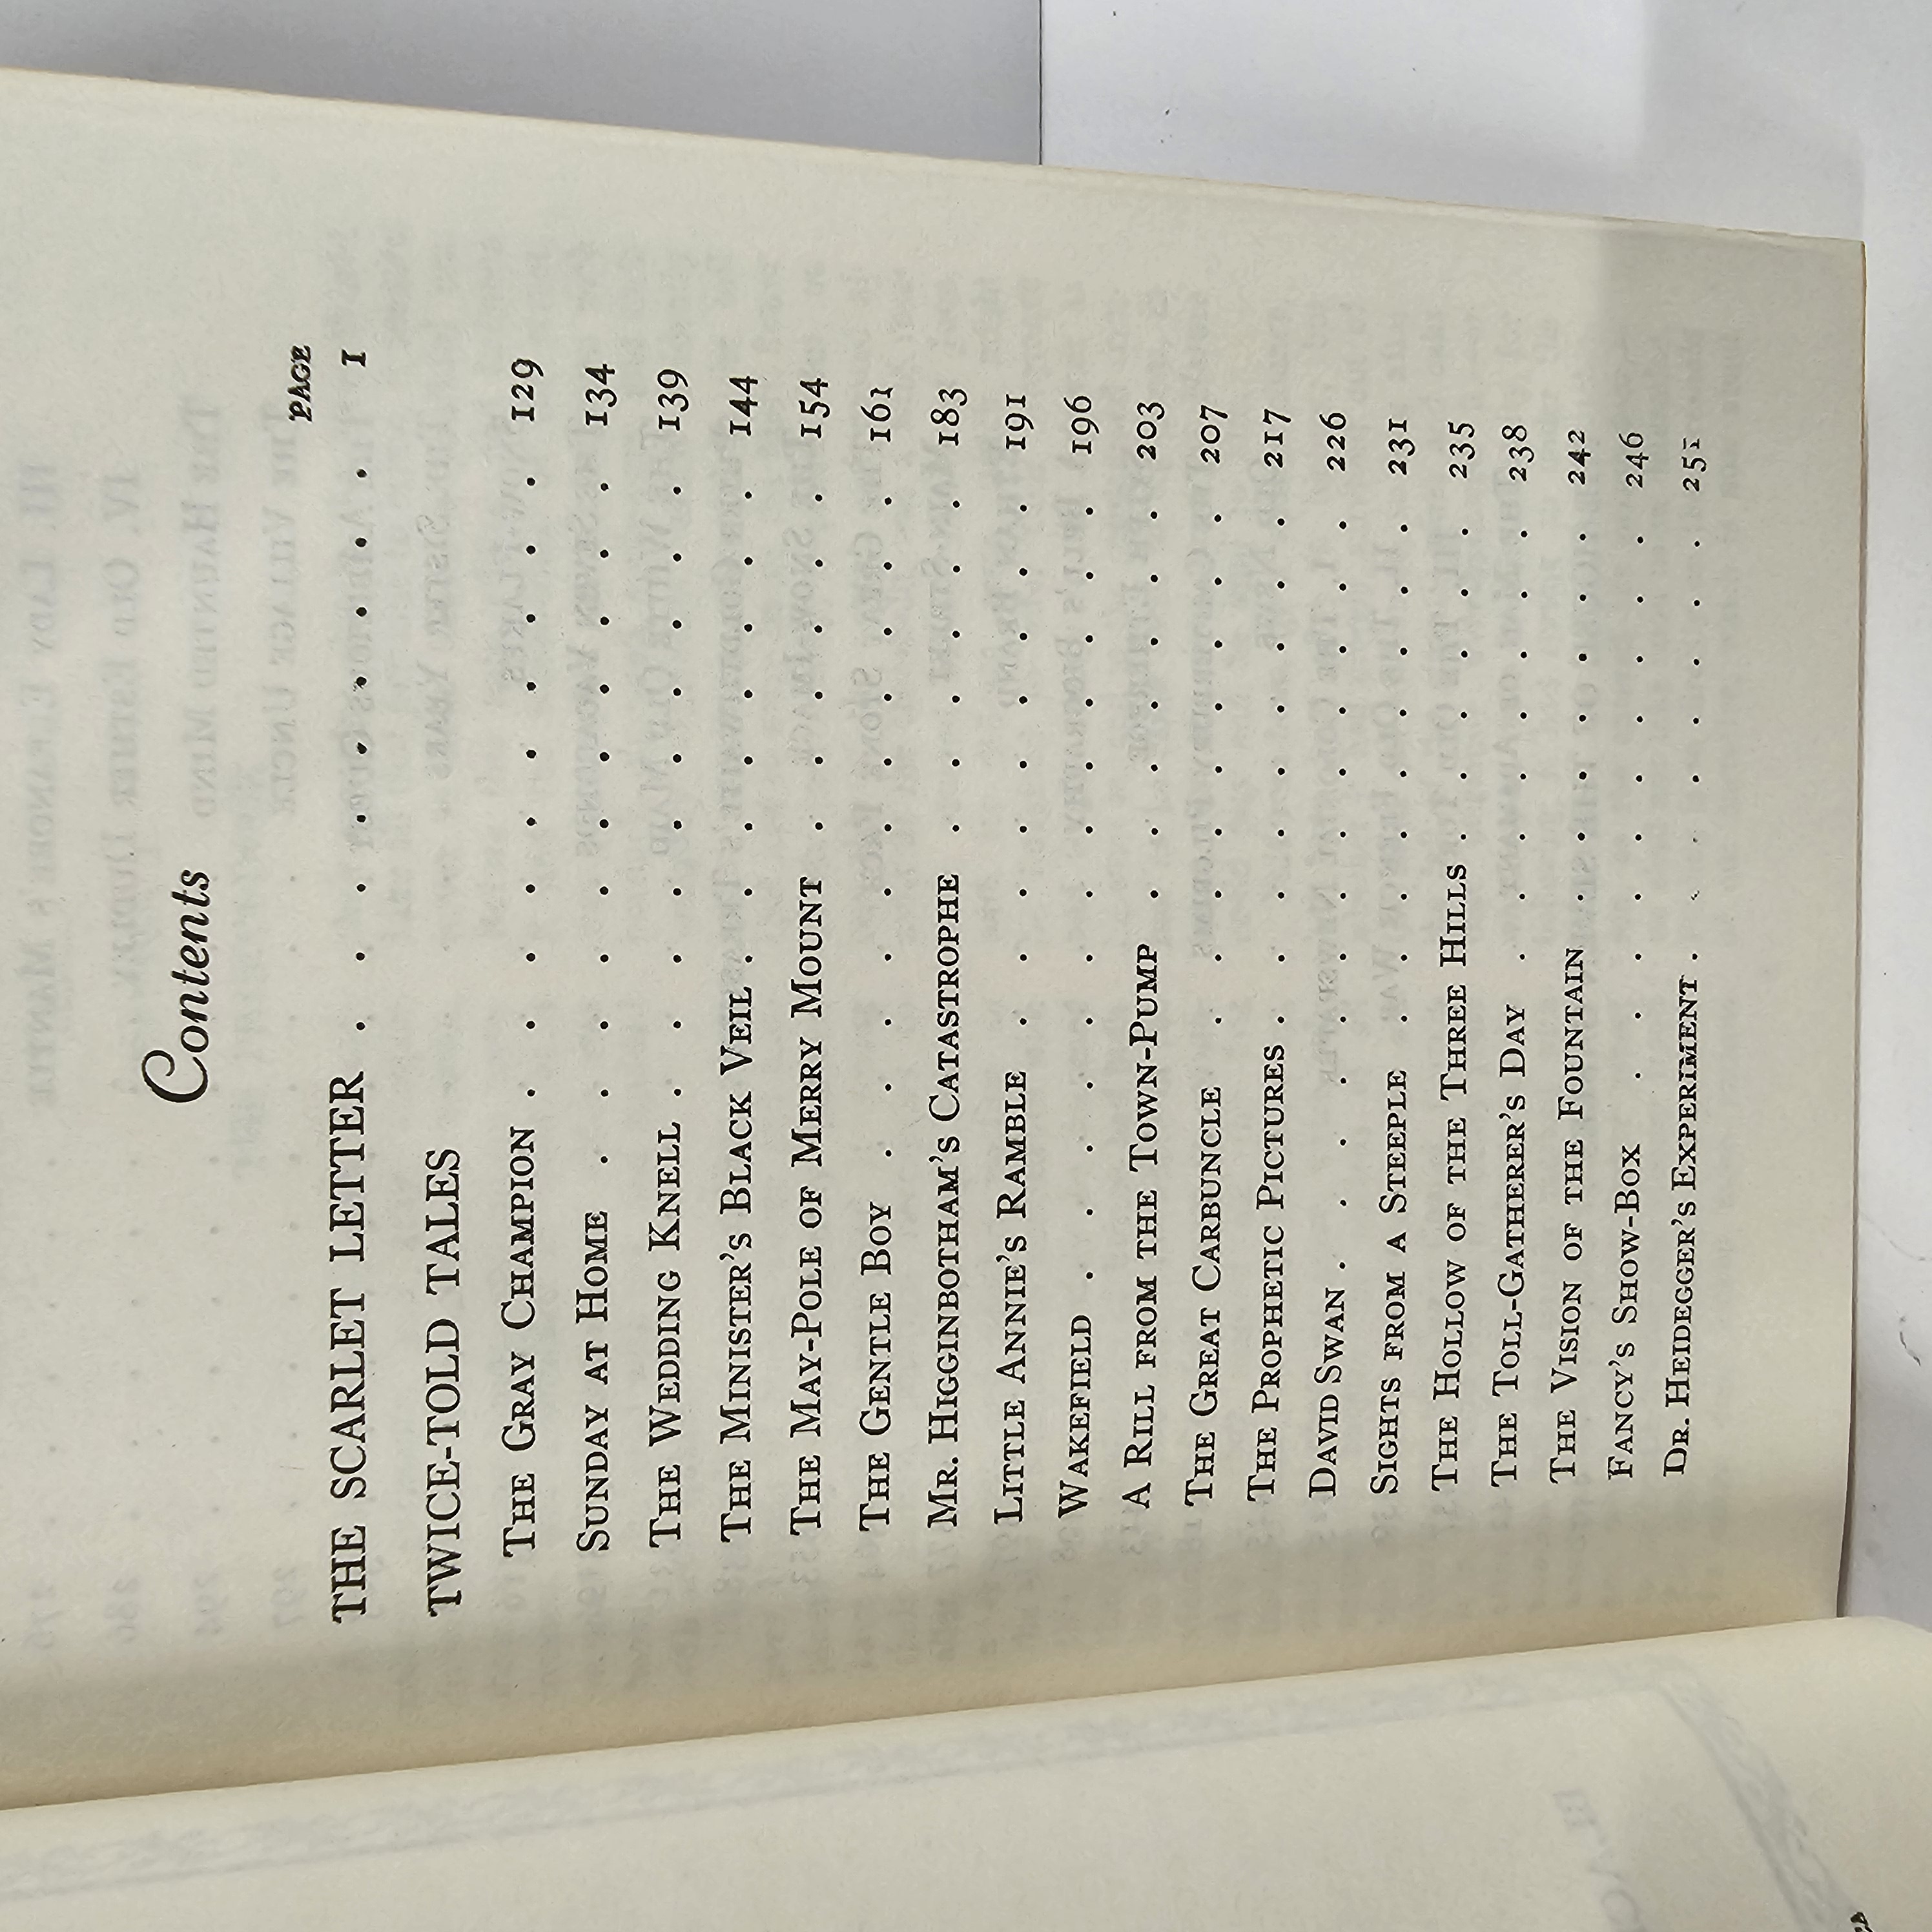 Contents
PAGE
THE SCARLET LETTER . . . . . . . . . 1
TWICE-TOLD TALES
THE GRAY CHAMPION . . . . . . . . . . 129
SUNDAY AT HOME . . . . . . . . . . . 134
THE WEDDING KNELL . . . . . . . . . . 139
THE MINISTER'S BLACK VEIL . . . . . . . . 144
THE MAY-POLE OF MERRY MOUNT . . . . . . 154
THE GENTLE BOY . . . . . . . . . . . 161
MR. HIGGINBOTHAM'S CATASTROPHE . . . . . . 183
LITTLE ANNIE'S RAMBLE . . . . . . . . . 191
WAKEFIELD . . . . . . . . . . . . . 196
A RILL FROM THE TOWN-PUMP . . . . . . . 203
THE GREAT CARBUNCLE . . . . . . . . . 207
THE PROPHETIC PICTURES . . . . . . . . . 217
DAVID SWAN . . . . . . . . . . . . . 226
SIGHTS FROM A STEEPLE . . . . . . . . . 231
THE HOLLOW OF THE THREE HILLS . . . . . . 235
THE TOLL-GATHERER'S DAY . . . . . . . . 238
THE VISION OF THE FOUNTAIN . . . . . . . 242
FANCY'S SHOW-BOX . . . . . . . . . . 246
DR. HEIDEGGER'S EXPERIMENT . . . . . . . . 251